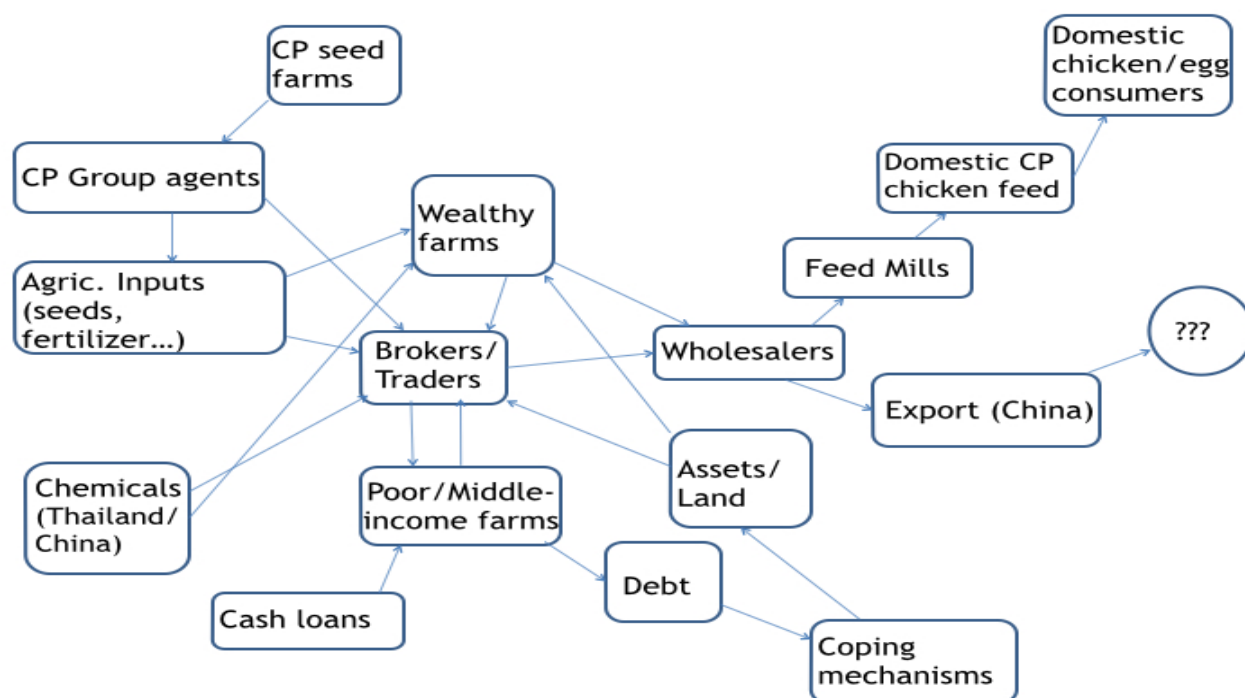 CP seed
farms
Domestic
chicken/egg
consumers
CP Group agents
Domestic CP
chicken feed
Wealthy
farms
Feed Mills
Agric. Inputs
(seeds,
fertilizer...)
???
Brokers/
Traders
Wholesalers
Export (China)
Chemicals
(Thailand/
China)
Poor/Middle-
income farms
Assets/
Land
Cash loans
Debt
Coping
mechanisms